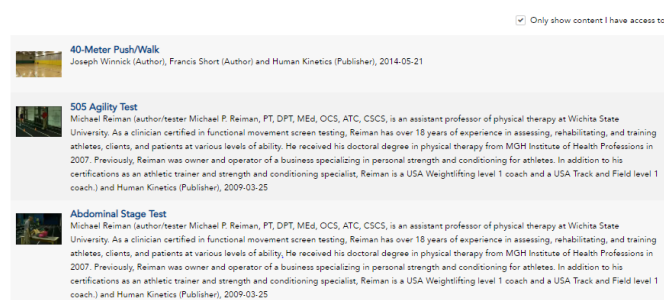 Only show content I have access to
40-Meter Push/Walk
Joseph Winnick (Author), Francis Short (Author) and Human Kinetics (Publisher), 2014-05-21
505 Agility Test
Michael Reiman (author/tester Michael P. Reiman, PT, DPT, MEd, OCS, ATC, CSCS, is an assistant professor of physical therapy at Wichita State
University. As a clinician certified in functional movement screen testing, Reiman has over 18 years of experience in assessing, rehabilitating, and training
athletes, clients, and patients at various levels of ability. He received his doctoral degree in physical therapy from MGH Institute of Health Professions in
2007. Previously, Reiman was owner and operator of a business specializing in personal strength and conditioning for athletes. In addition to his
certifications as an athletic trainer and strength and conditioning specialist, Reiman is a USA Weightlifting level 1 coach and a USA Track and Field level 1
coach.) and Human Kinetics (Publisher), 2009-03-25
Abdominal Stage Test
Michael Reiman (author/tester Michael P. Reiman, PT, DPT, MEd, OCS, ATC, CSCS, is an assistant professor of physical therapy at Wichita State
University. As a clinician certified in functional movement screen testing, Reiman has over 18 years of experience in assessing, rehabilitating, and training
athletes, clients, and patients at various levels of ability, He received his doctoral degree in physical therapy from MGH Institute of Health Professions in
2007. Previously, Reiman was owner and operator of a business specializing in personal strength and conditioning for athletes. In addition to his
certifications as an athletic trainer and strength and conditioning specialist, Reiman is a USA Weightlifting level 1 coach and a USA Track and Field level 1
coach.) and Human Kinetics (Publisher), 2009-03-25